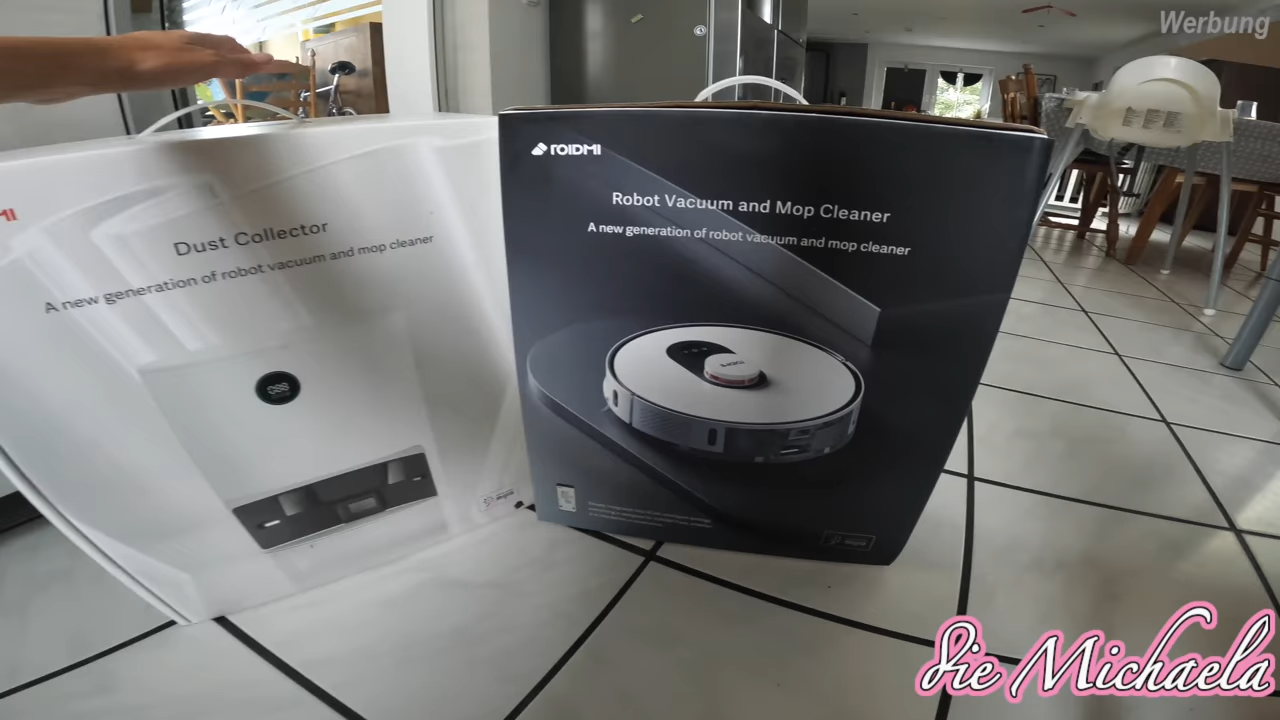 Werbung
MI
Dust Collector
A new generation of robot vacuum and mop cleaner
ROIDMI
Robot Vacuum and Mop Cleaner
A new generation of robot vacuum and mop cleaner
Die Michaela